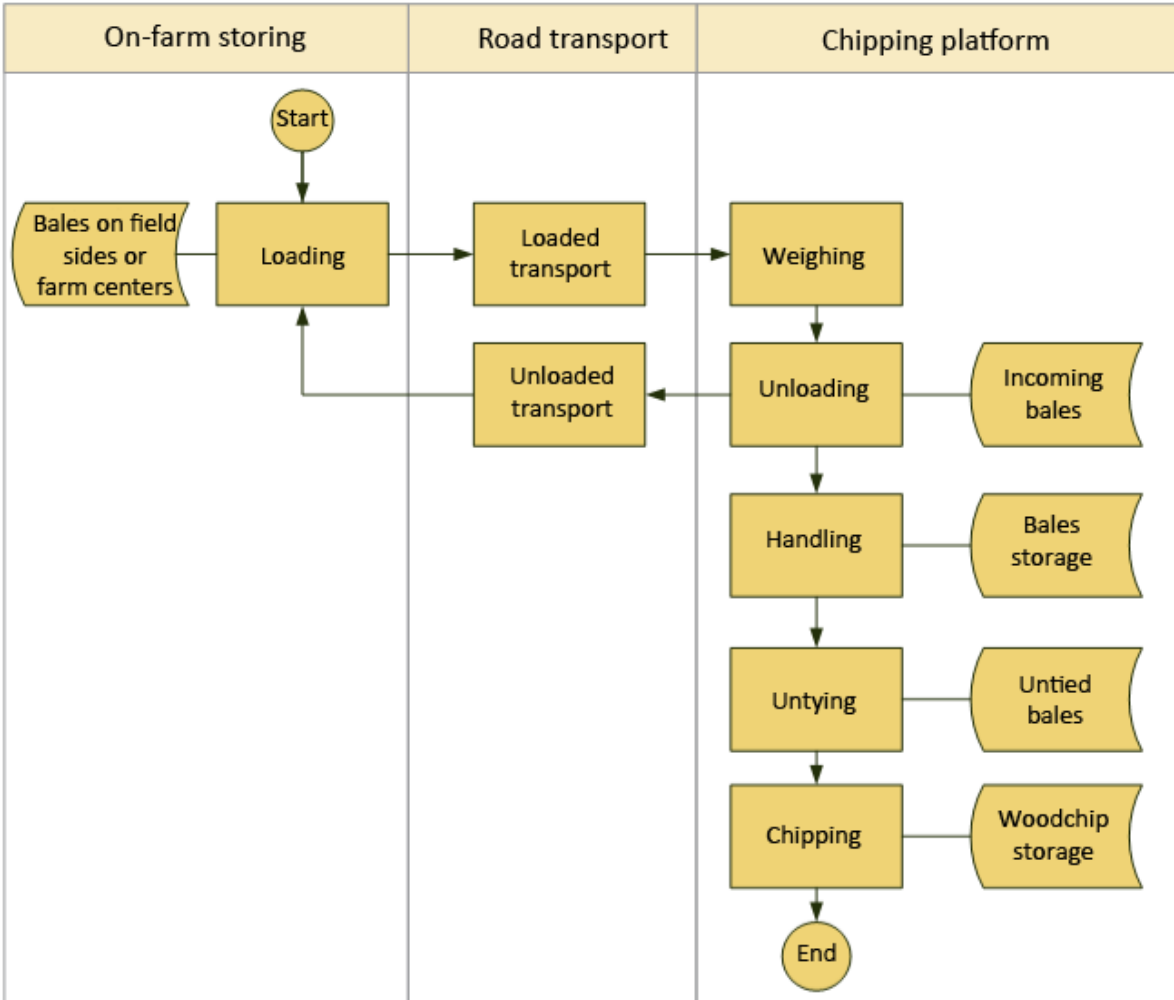 On-farm storing
Road transport
Chipping platform
Start
Bales on field
sides or
farm centers
Loading
Loaded
transport
Weighing
Unloaded
transport
Unloading
Incoming
bales
Handling
Bales
storage
Untying
Untied
bales
Chipping
Woodchip
storage
End